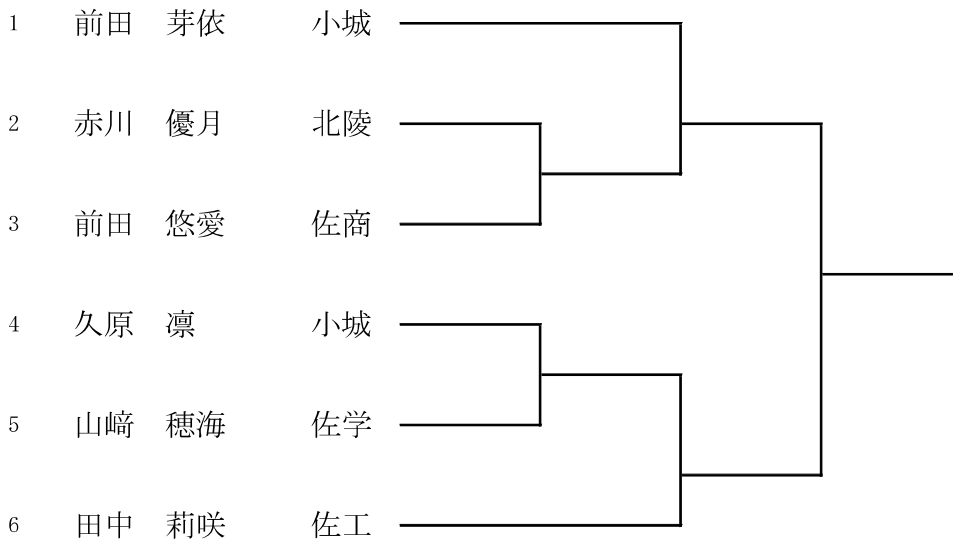 1 前田 芽依 小城
2 赤川 優月 北陵
3 前田 悠愛 佐商
4 久原 凛 小城
5 山﨑 穂海 佐学
6 田中 莉咲 佐工